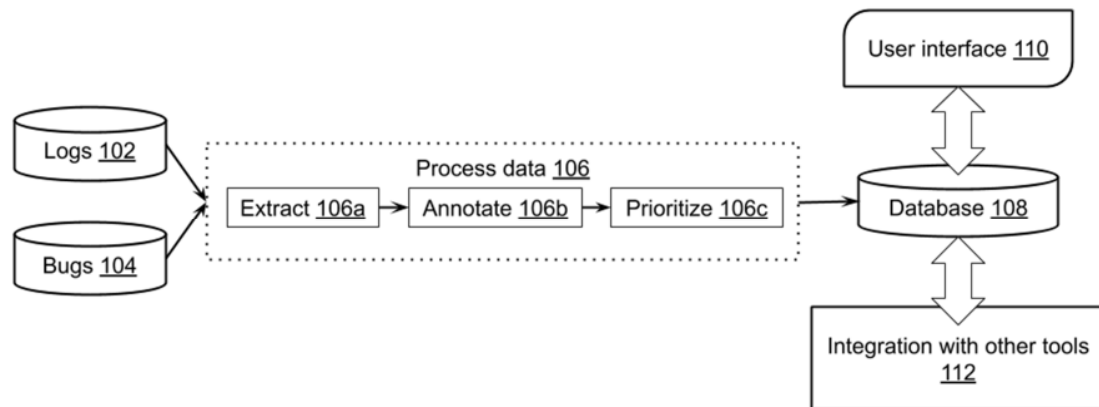 User interface 110
Logs 102
Process data 106
Extract 106a
Annotate 106b
Prioritize 106c
Database 108
Bugs 104
Integration with other tools
112